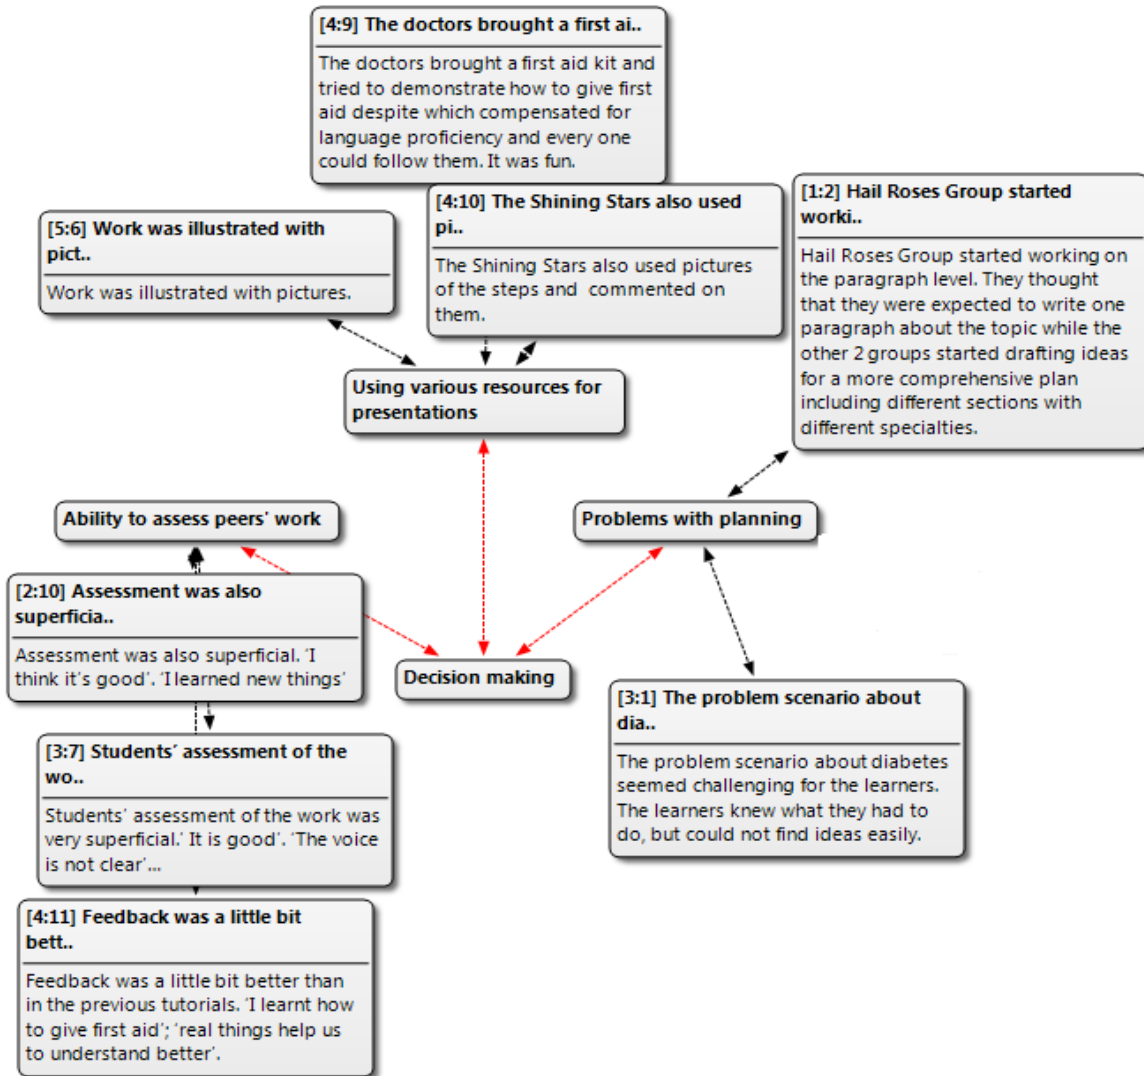 [4:9] The doctors brought a first ai..
The doctors brought a first aid kit and
tried to demonstrate how to give first
aid despite which compensated for
language proficiency and every one
could follow them. It was fun.
[4:10] The Shining Stars also used
pi..
The Shining Stars also used pictures
of the steps and  commented on
them.
[1:2] Hail Roses Group started
worki..
Hail Roses Group started working
on the paragraph level. They thought
that they were expected to write one
paragraph about the topic while the
other 2 groups started drafting ideas
for a more comprehensive plan
including different sections with
different specialties.
[5:6] Work was illustrated with
pict..
Work was illustrated with pictures.
Using various resources for
presentations
Ability to assess peers’ work
Problems with planning
[2:10] Assessment was also
superficia..
Assessment was also superficial. ‘I
think it’s good’. ‘I learned new things’
Decision making
[3:1] The problem scenario about
dia..
The problem scenario about diabetes
seemed challenging for the learners.
The learners knew what they had to
do, but could not find ideas easily.
[3:7] Students’ assessment of the
wo..
Students’ assessment of the work was
very superficial.’ It is good’. ‘The voice
is not clear’...
[4:11] Feedback was a little bit
bett..
Feedback was a little bit better than
in the previous tutorials. ‘I learnt how
to give first aid’; ‘real things help us
to understand better’.